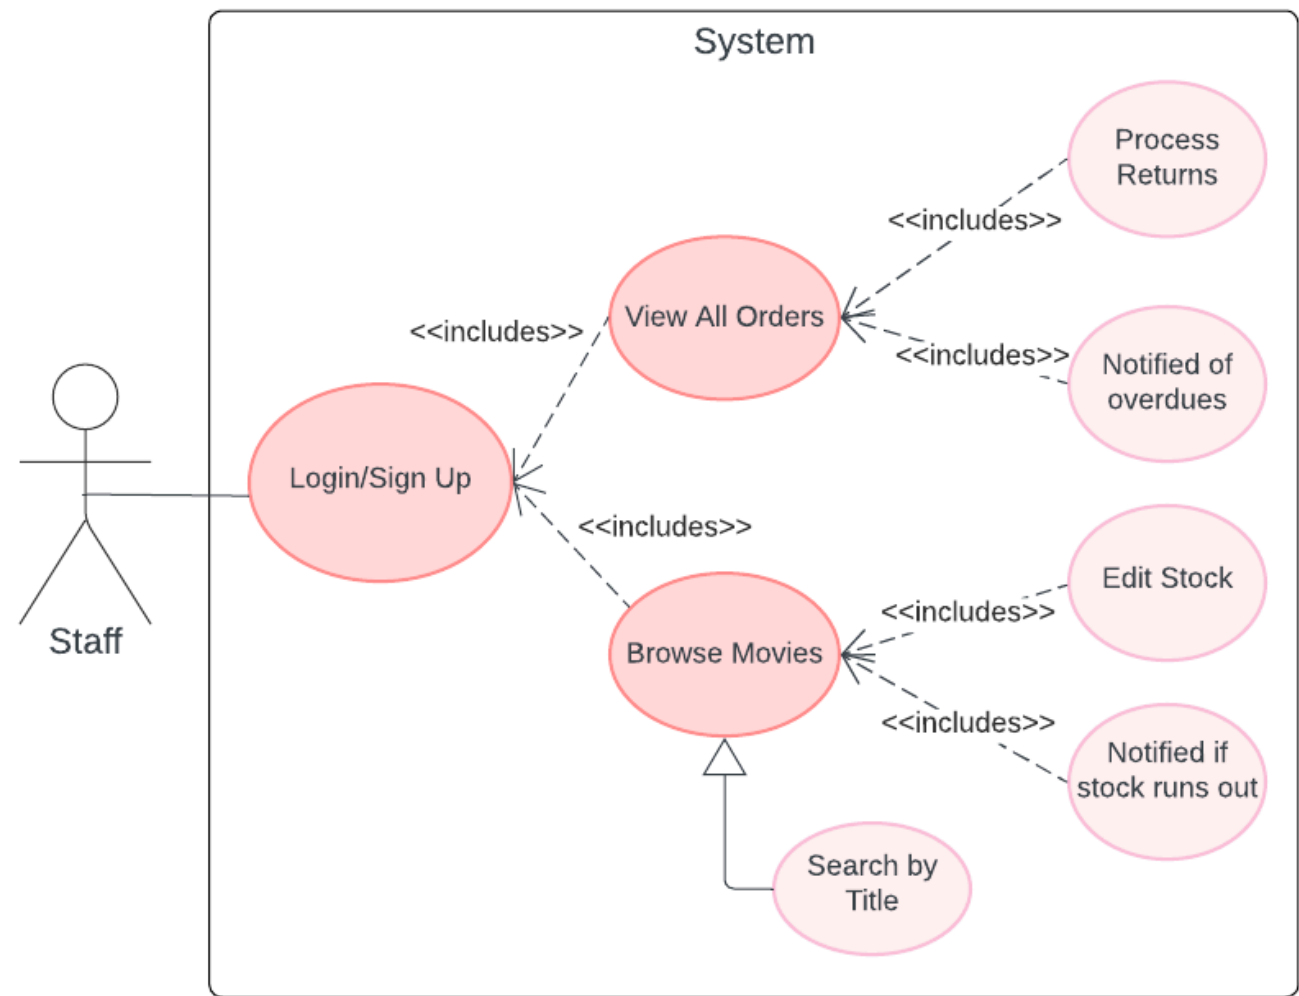 System
Process
Returns
<<includes>>
View All Orders
<<includes>>
<<includes>>
Notified of
overdues
Login/Sign Up
Staff
<<includes>>
Edit Stock
<<includes>>
Browse Movies
<<includes>>
Notified if
stock runs out
Search by
Title